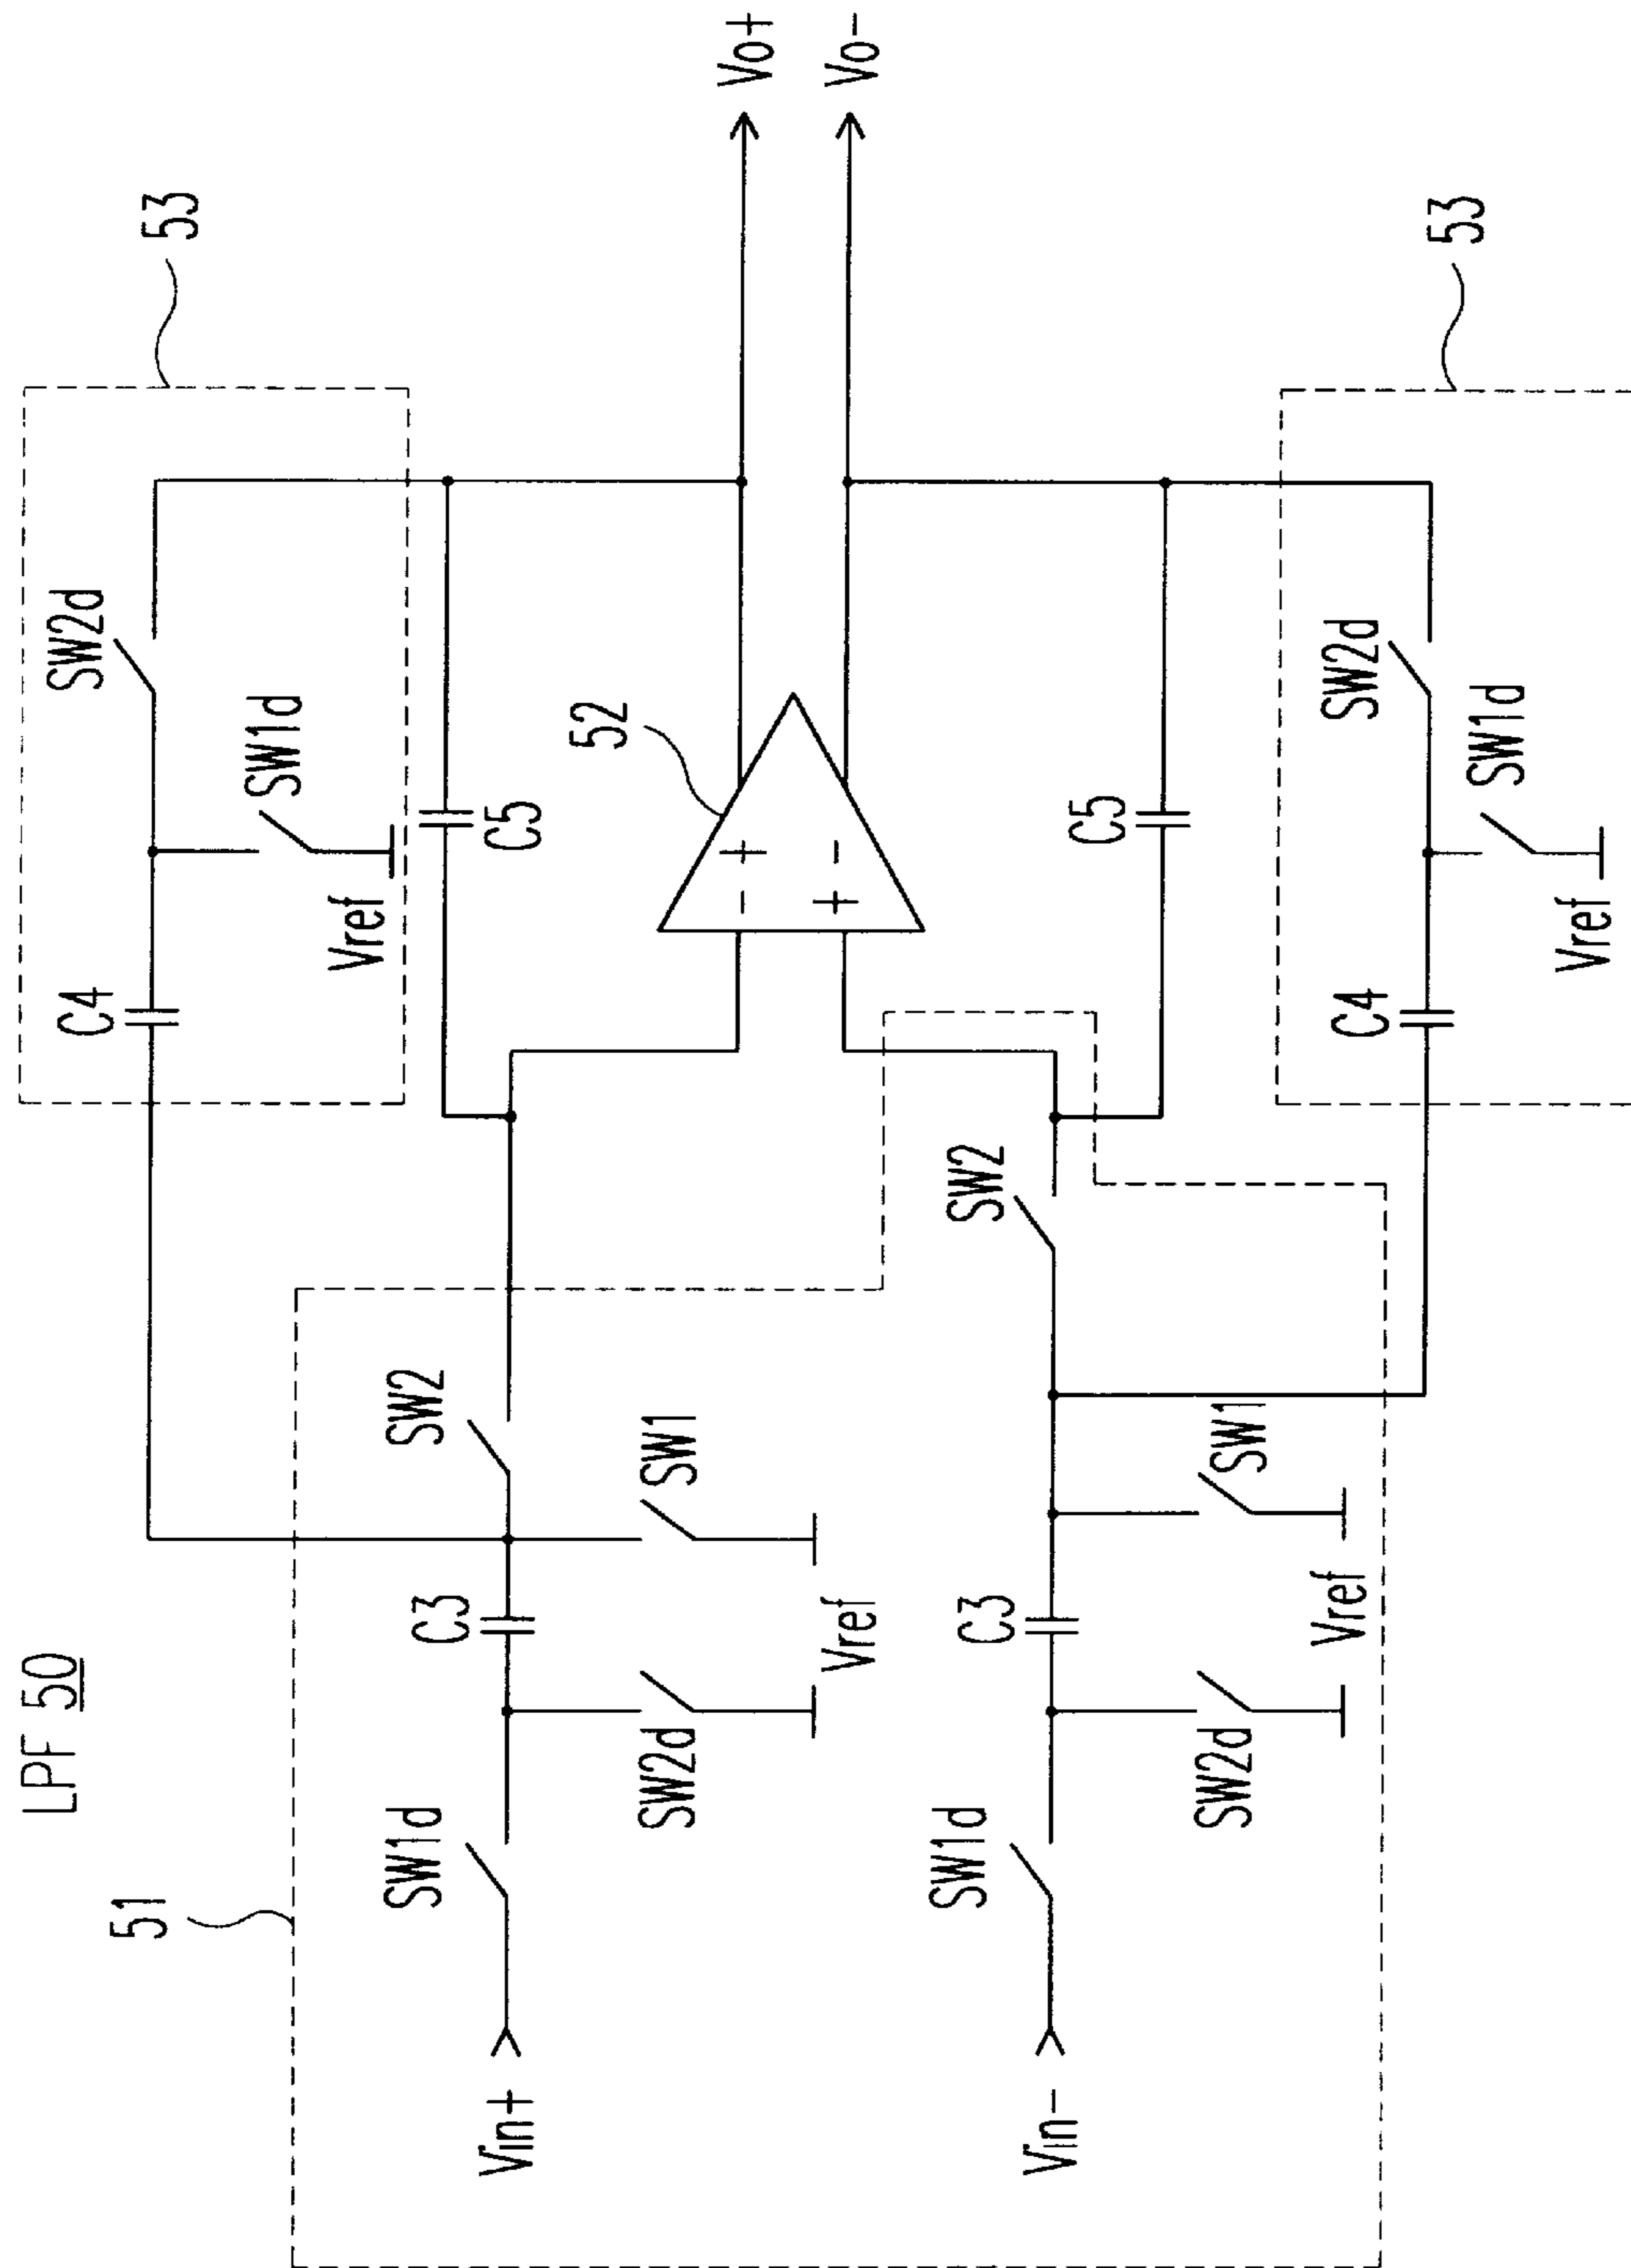 LPF 50
53
SW2d
C4
SW1d
Vref
Vo+
C5
52
51
Vin+
SW1d
C3
SW2
SW2d
SW1
Vref
- +
+ -
Vo-
C5
Vin-
SW1d
C3
SW2
SW2d
SW1
Vref
53
C4
SW2d
SW1d
Vref